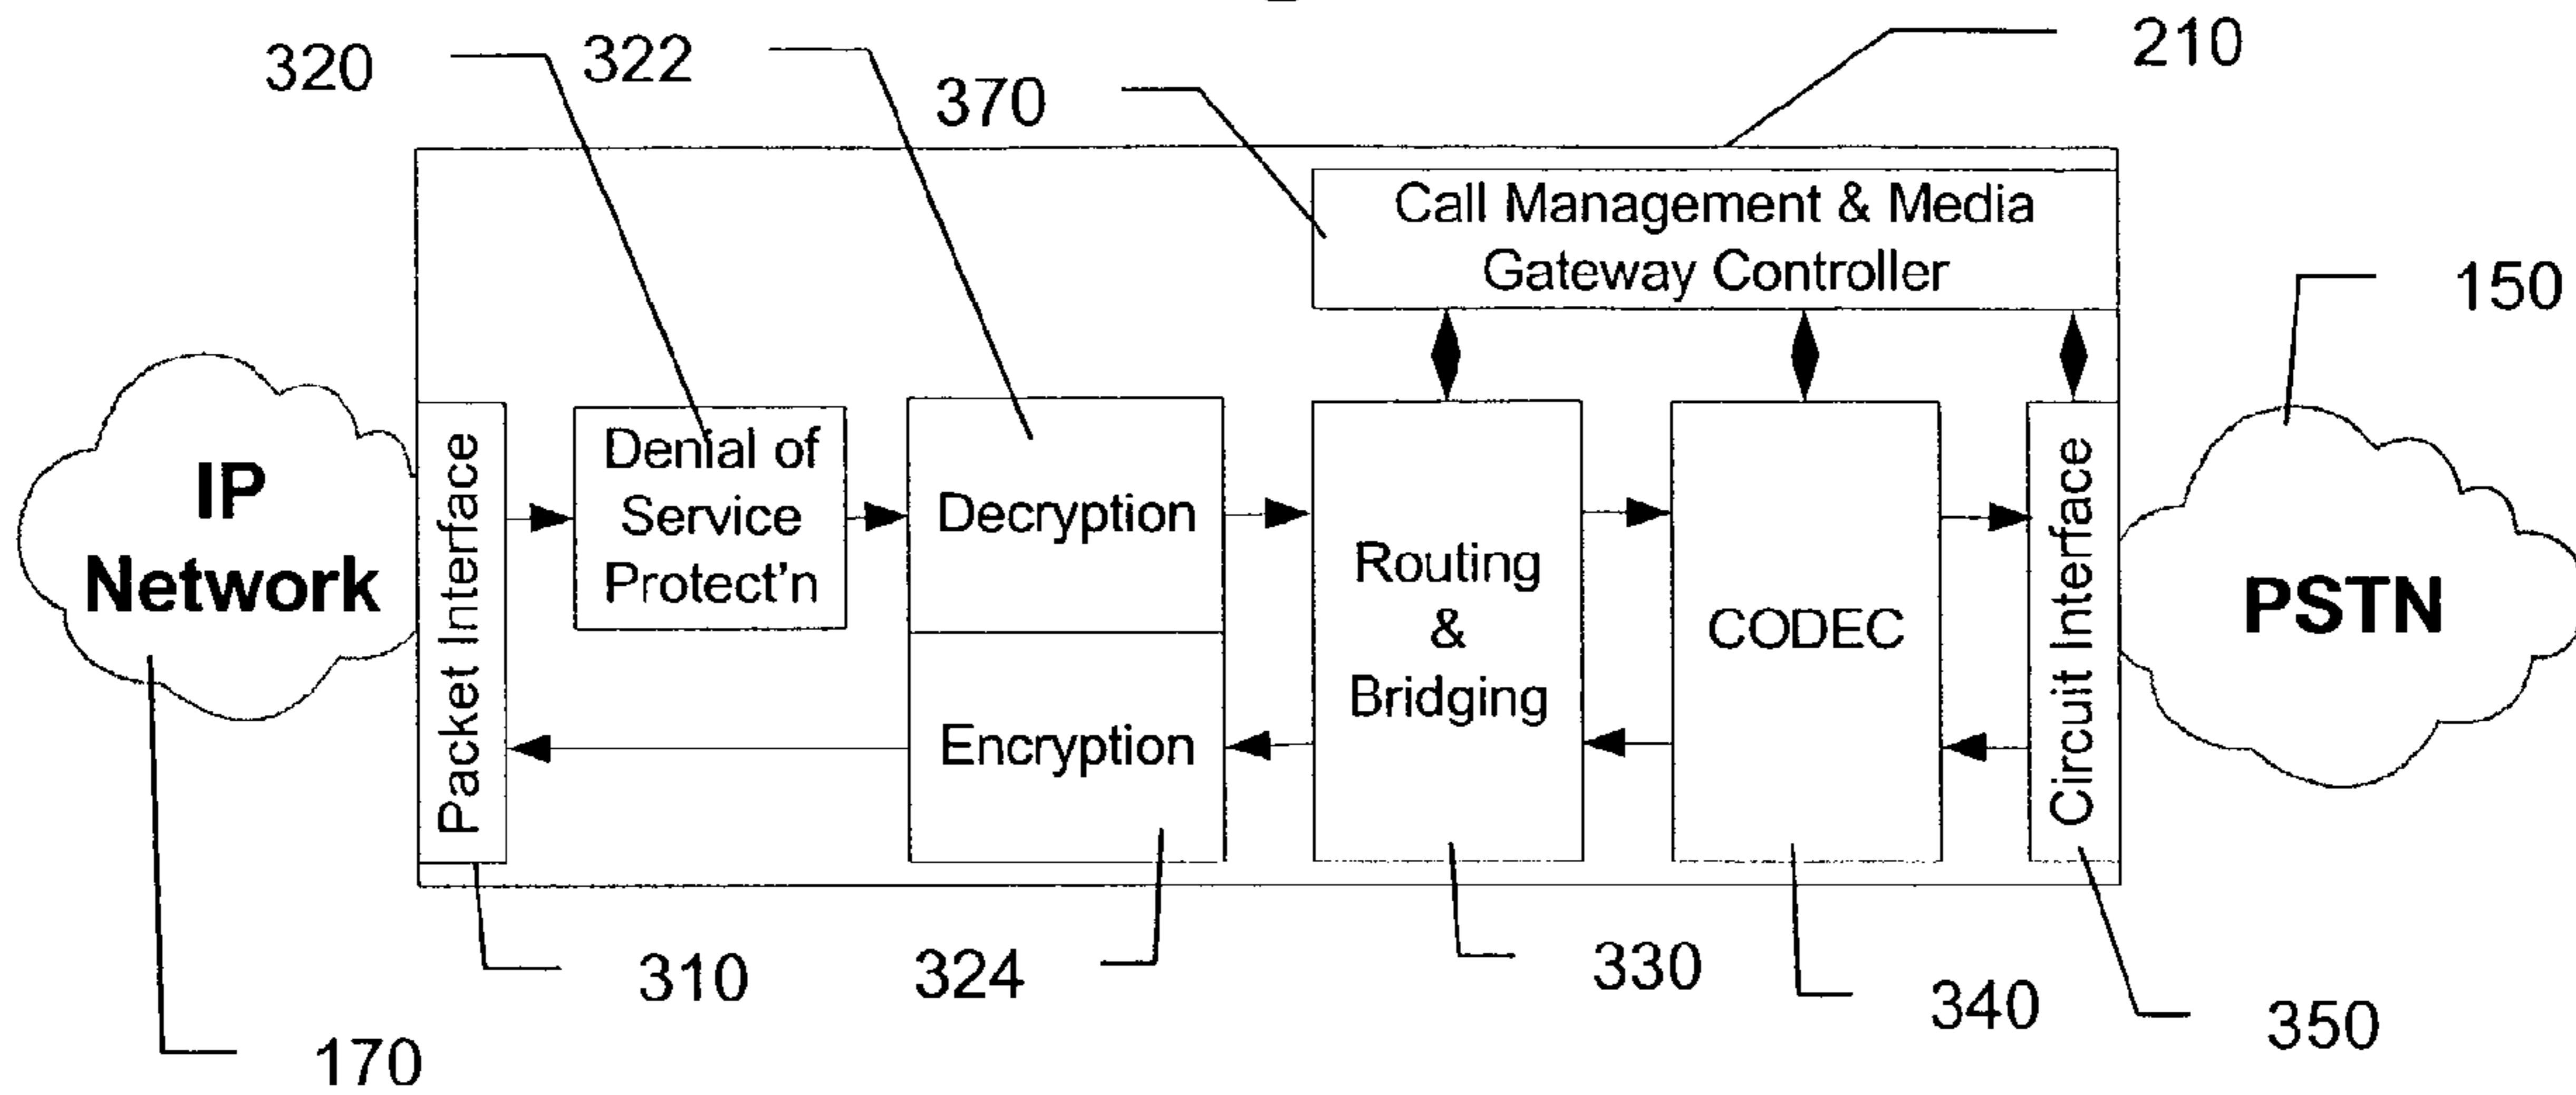 320
322
370
210
Call Management & Media
Gateway Controller
150
IP
Network
Packet Interface
Denial of
Service
Protect'n
Decryption
Encryption
Routing
&
Bridging
CODEC
Circuit Interface
PSTN
310
324
330
340
350
170